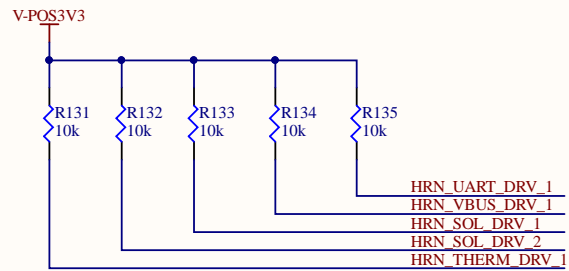 V-POS3V3
R131 R132 R133 R134 R135
10k 10k 10k 10k 10k
HRN_UART_DRV_1
HRN_VBUS_DRV_1
HRN_SOL_DRV_1
HRN_SOL_DRV_2
HRN_THERM_DRV_1